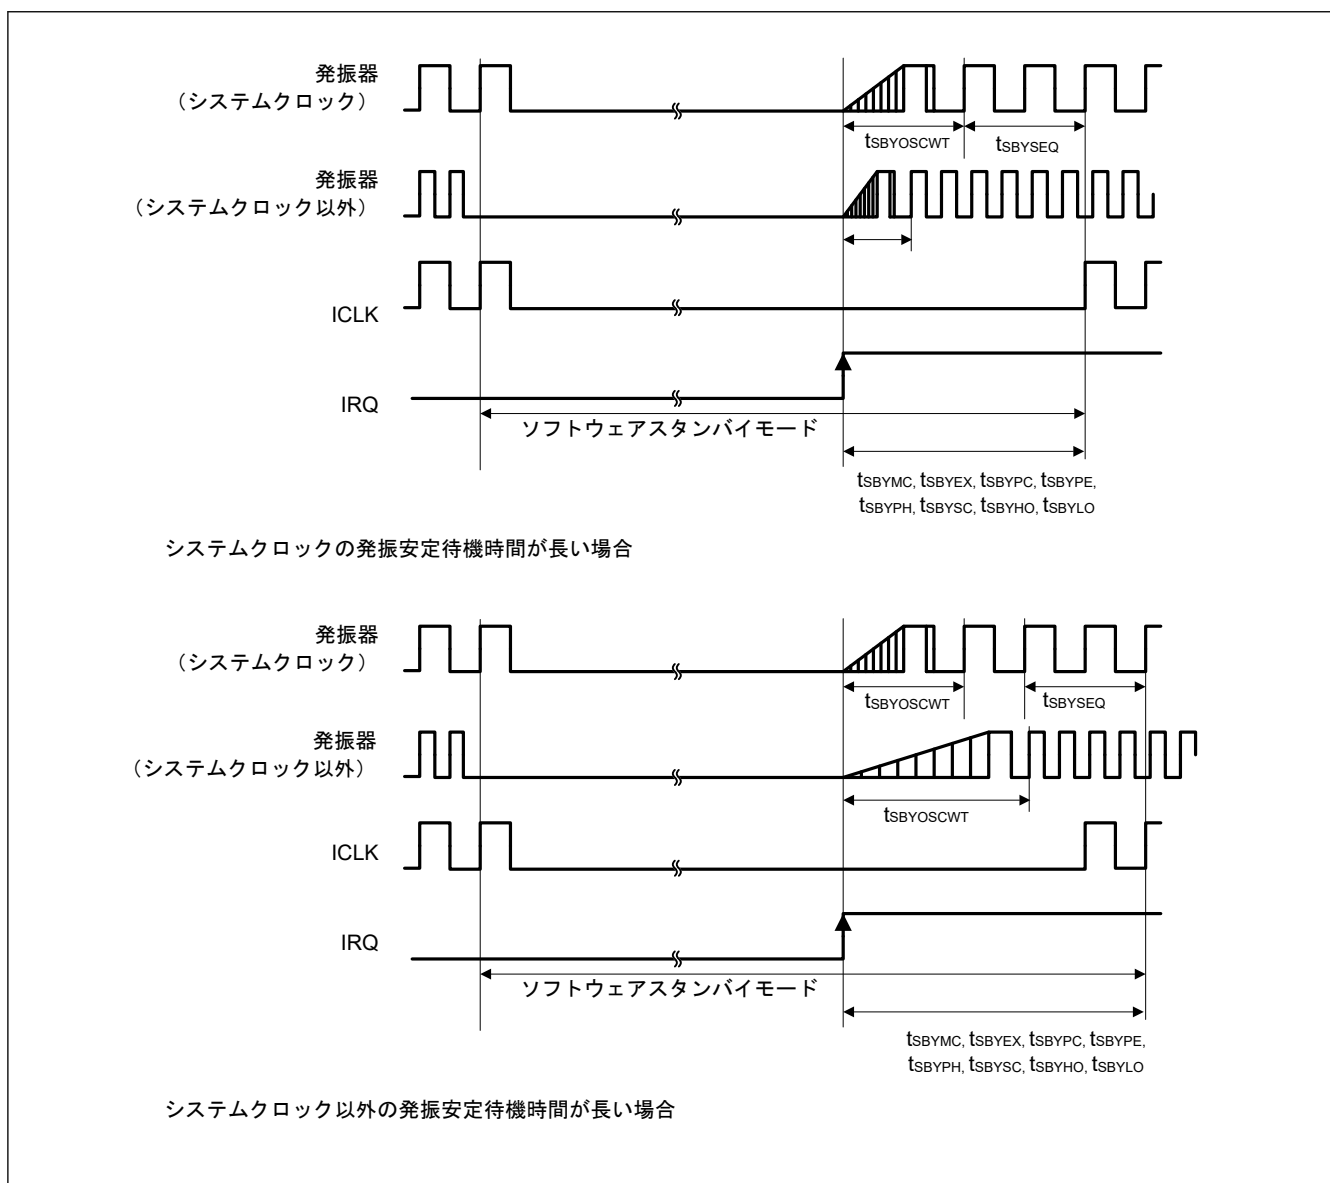 発振器
（システムクロック）
tSBYOSCWT
tSBYSEQ
発振器
（システムクロック以外）
ICLK
IRQ
ソフトウェアスタンバイモード
tSBYMC, tSBYEX, tSBYPC, tSBYPE,
tSBYPH, tSBYSC, tSBYHO, tSBYLO
システムクロックの発振安定待機時間が長い場合
発振器
（システムクロック）
tSBYOSCWT
tSBYSEQ
発振器
（システムクロック以外）
tSBYOSCWT
ICLK
IRQ
ソフトウェアスタンバイモード
tSBYMC, tSBYEX, tSBYPC, tSBYPE,
tSBYPH, tSBYSC, tSBYHO, tSBYLO
システムクロック以外の発振安定待機時間が長い場合